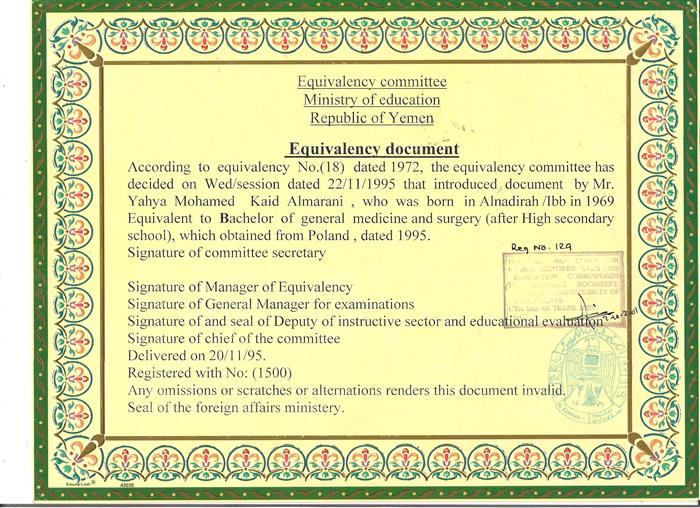 Equivalency committee
Ministry of education
Republic of Yemen
Equivalency document
According to equivalency No.(18) dated 1972, the equivalency committee has
decided on Wed/session dated 22/11/1995 that introduced document by Mr.
Yahya Mohamed Kaid Almarani , who was born in Alnadirah /Ibb in 1969
Equivalent to Bachelor of general medicine and surgery (after High secondary
school), which obtained from Poland , dated 1995.
Signature of committee secretary
Reg No. 129
Signature of Manager of Equivalency
Signature of General Manager for examinations
Signature of and seal of Deputy of instructive sector and educational evaluation
Signature of chief of the committee
Delivered on 20/11/95.
Registered with No: (1500)
Any omissions or scratches or alternations renders this document invalid.
Seal of the foreign affairs ministery.
43030